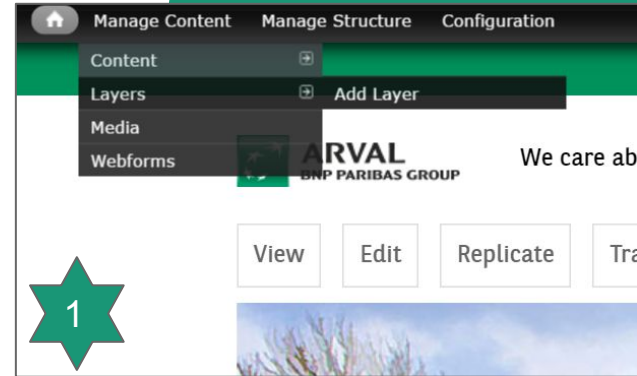 Manage Content Manage Structure Configuration
Content
Layers Add Layer
Media
Webforms
ARVAL
BNP PARIBAS GROUP
We care ab
View Edit Replicate Tra
1